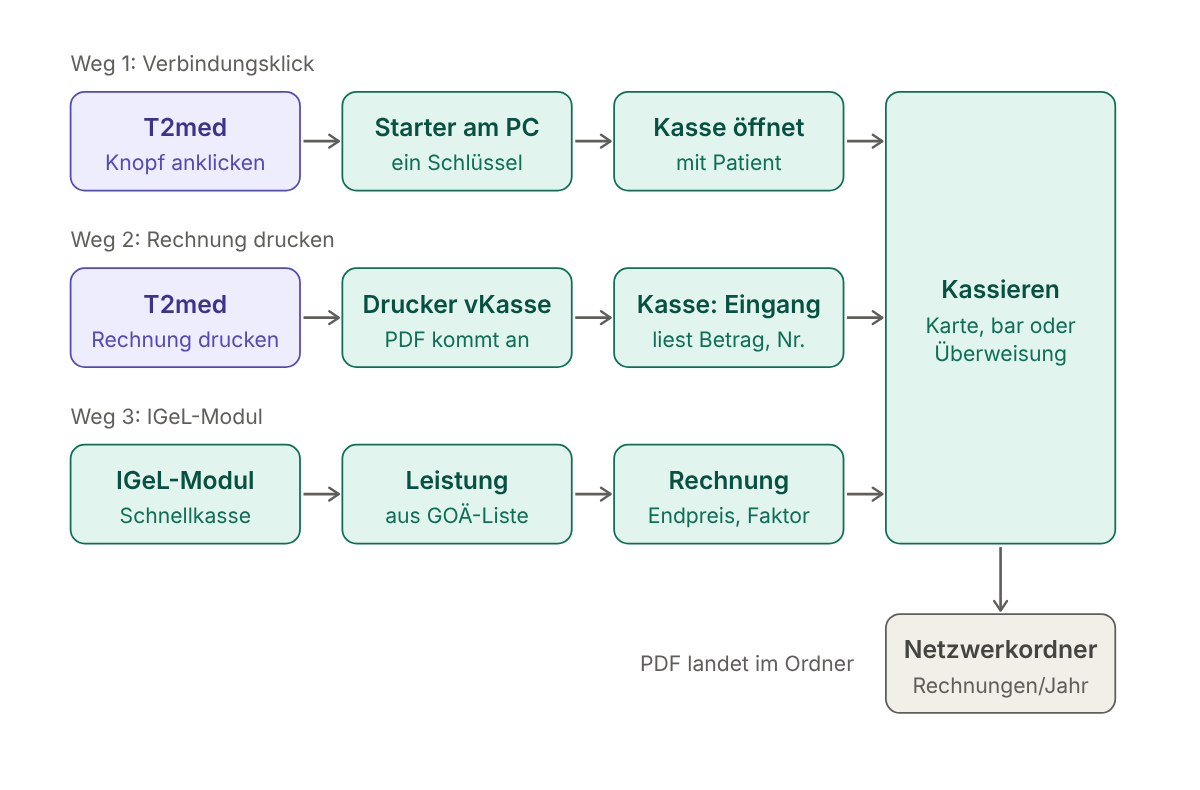 Weg 1: Verbindungsklick
T2med
Knopf anklicken
Starter am PC
ein Schlüssel
Kasse öffnet
mit Patient
Weg 2: Rechnung drucken
T2med
Rechnung drucken
Drucker vKasse
PDF kommt an
Kasse: Eingang
liest Betrag, Nr.
Kassieren
Karte, bar oder
Überweisung
Weg 3: IGeL-Modul
IGeL-Modul
Schnellkasse
Leistung
aus GOÄ-Liste
Rechnung
Endpreis, Faktor
PDF landet im Ordner
Netzwerkordner
Rechnungen/Jahr